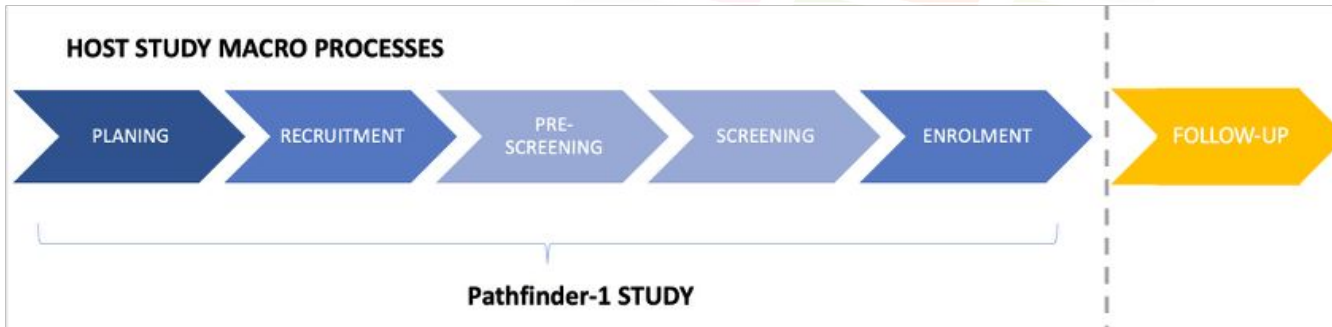 HOST STUDY MACRO PROCESSES
PLANING
RECRUITMENT
PRE-
SCREENING
SCREENING
ENROLMENT
FOLLOW-UP
Pathfinder-1 STUDY